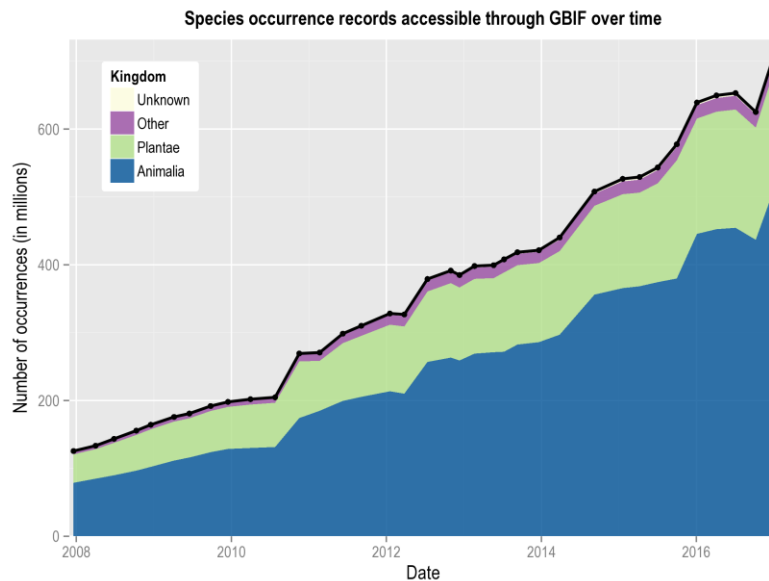 Species occurrence records accessible through GBIF over time
Kingdom
Unknown
Other
Plantae
Animalia
Number of occurrences (in millions)
600
400
200
0
2008
2010
2012
2014
2016
Date